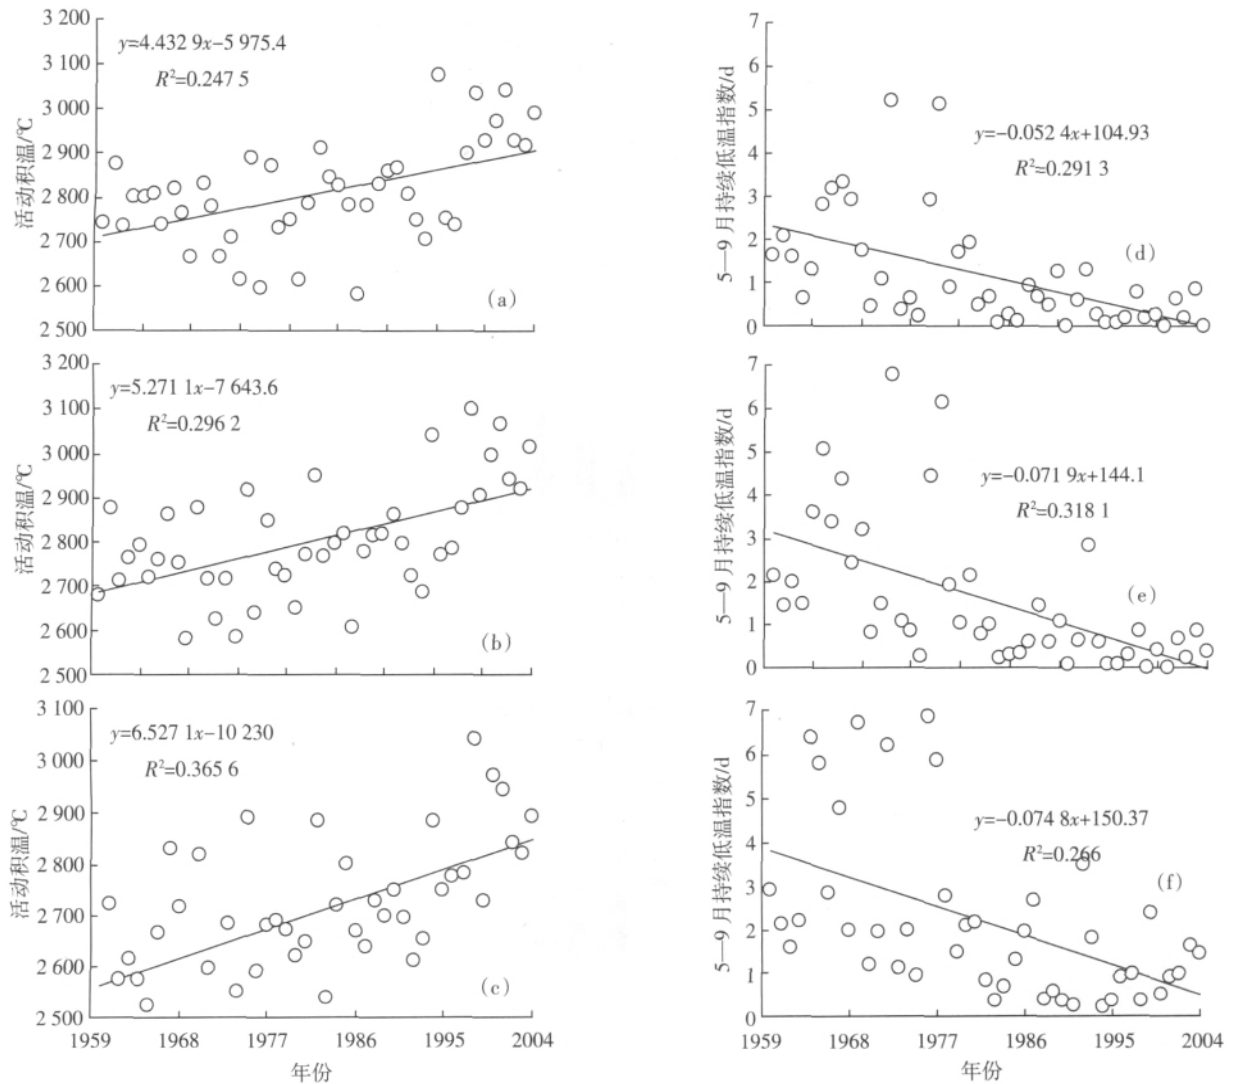 3 200
3 100
3 000
2 900
2 800
2 700
2 600
2 500
活动积温/℃
y=4.432 9x−5 975.4
R²=0.247 5
(a)
7
6
5
4
3
2
1
0
5—9 月持续低温指数/d
y=−0.052 4x+104.93
R²=0.291 3
(d)
3 200
3 100
3 000
2 900
2 800
2 700
2 600
2 500
活动积温/℃
y=5.271 1x−7 643.6
R²=0.296 2
(b)
7
6
5
4
3
2
1
0
5—9 月持续低温指数/d
y=−0.071 9x+144.1
R²=0.318 1
(e)
3 100
3 000
2 900
2 800
2 700
2 600
2 500
活动积温/℃
y=6.527 1x−10 230
R²=0.365 6
(c)
1959 1968 1977 1986 1995 2004
年份
7
6
5
4
3
2
1
0
5—9 月持续低温指数/d
y=−0.074 8x+150.37
R²=0.266
(f)
1959 1968 1977 1986 1995 2004
年份